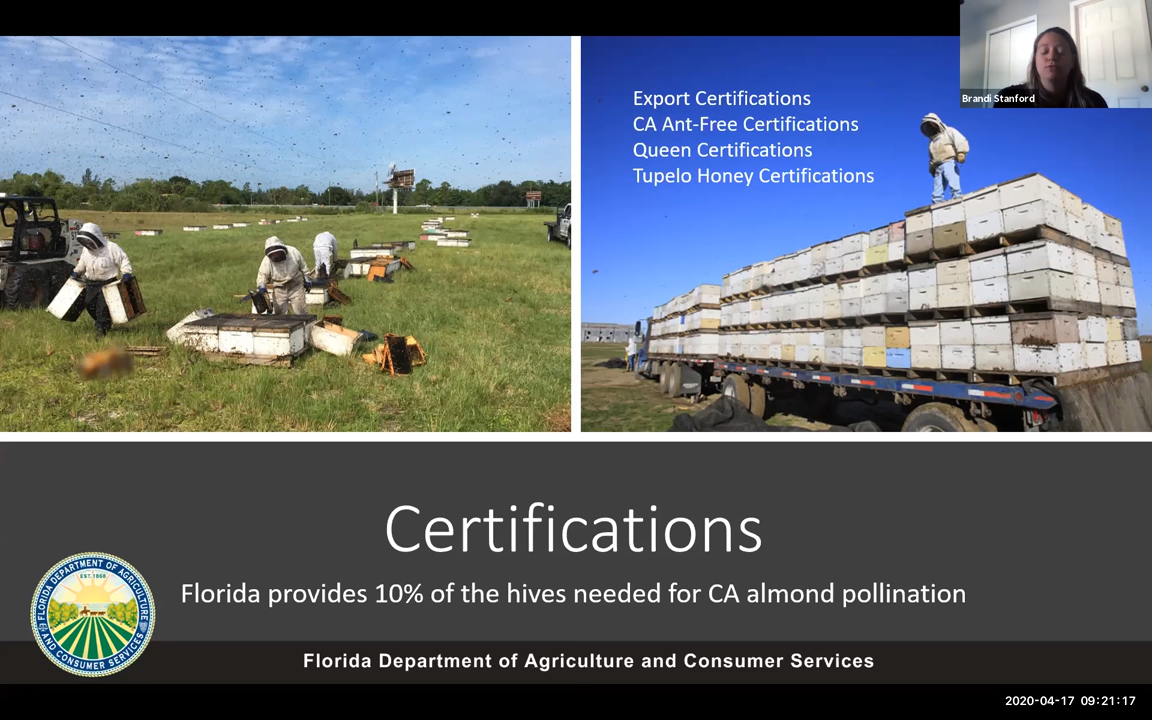 Brandi Stanford
Export Certifications
CA Ant-Free Certifications
Queen Certifications
Tupelo Honey Certifications
Certifications
Florida provides 10% of the hives needed for CA almond pollination
FLORIDA DEPARTMENT OF AGRICULTURE
AND CONSUMER SERVICES
EST. 1868
Florida Department of Agriculture and Consumer Services
2020-04-17 09:21:17